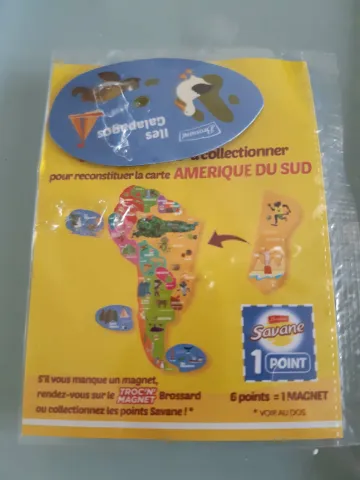 Iles
Galapagos
Brossard
à collectionner
pour reconstituer la carte AMERIQUE DU SUD
Brossard
Savane
1 POINT
S'il vous manque un magnet,
rendez-vous sur le TROC'N' MAGNET Brossard
ou collectionnez les points Savane ! *
6 points = 1 MAGNET
* VOIR AU DOS